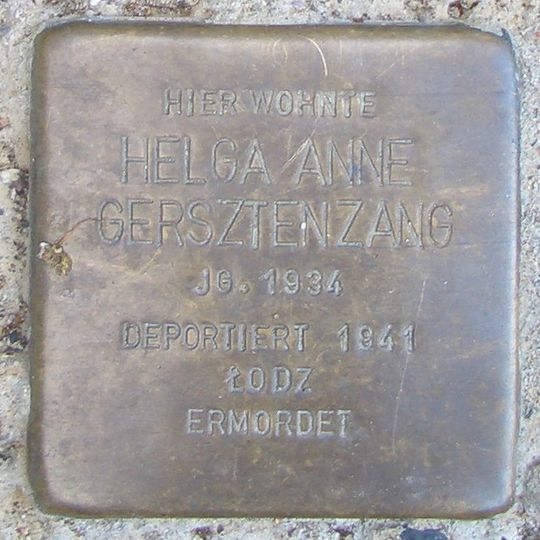 HIER WOHNTE
HELGA ANNE
GERSZTENZANG
JG. 1934
DEPORTIERT 1941
ŁODZ
ERMORDET